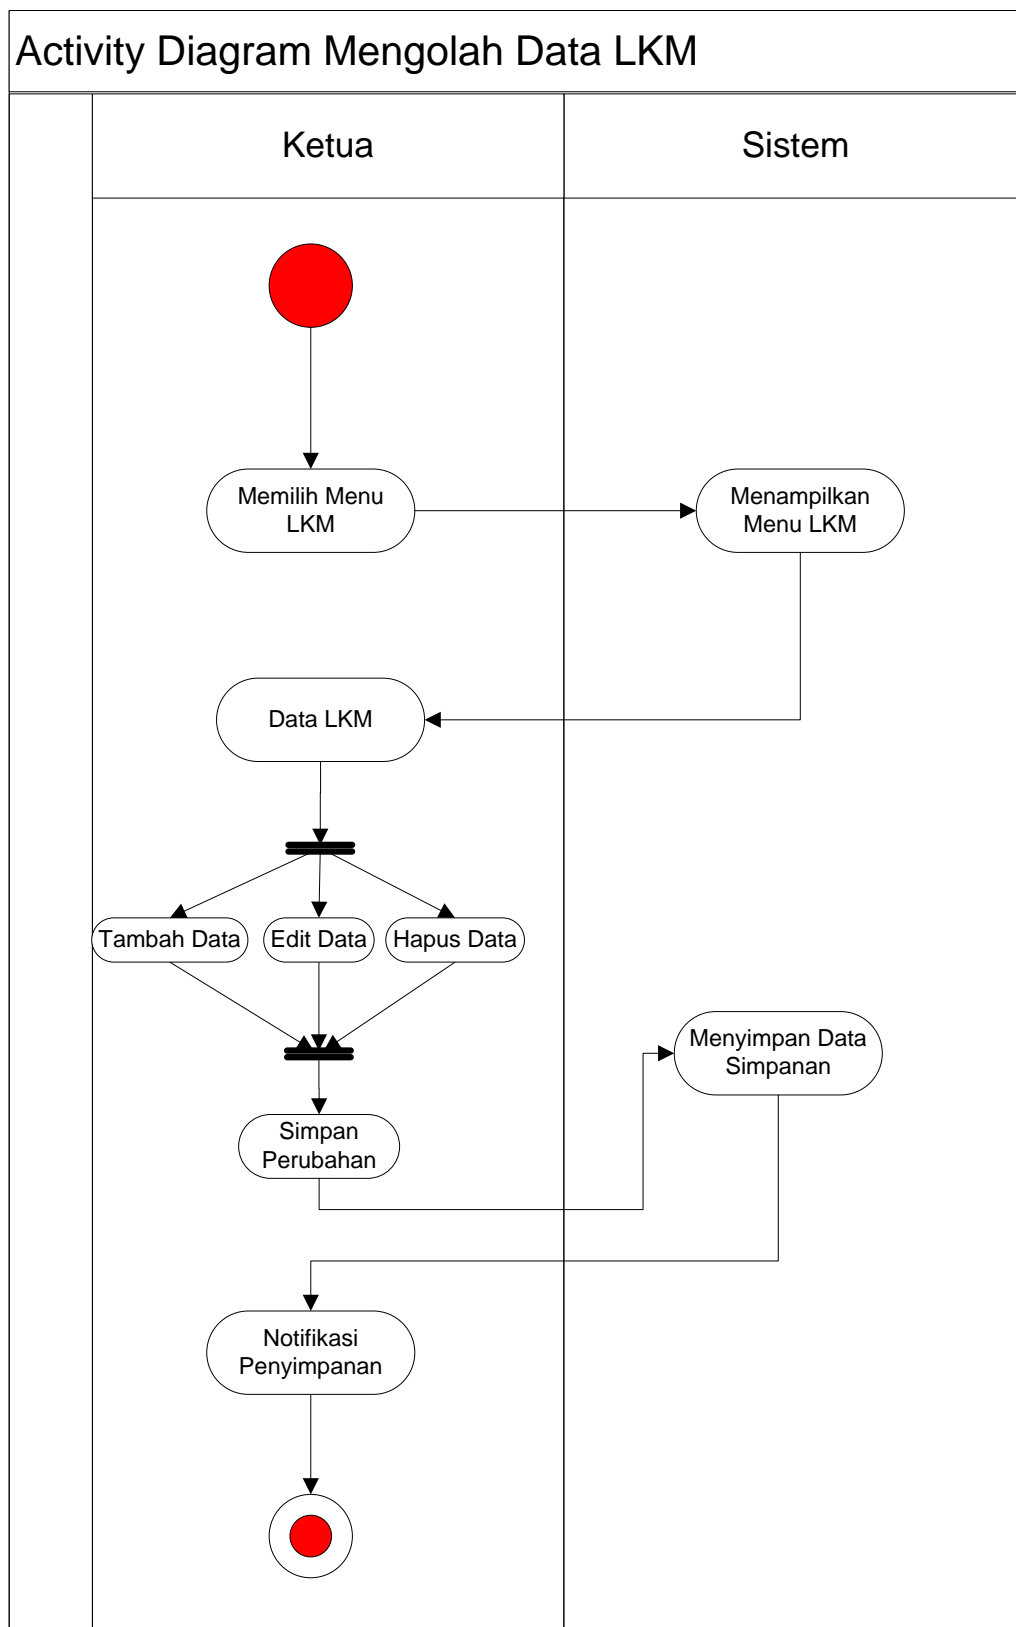 Activity Diagram Mengolah Data LKM
Ketua
Sistem
Memilih Menu
LKM
Menampilkan
Menu LKM
Data LKM
Tambah Data
Edit Data
Hapus Data
Menyimpan Data
Simpanan
Simpan
Perubahan
Notifikasi
Penyimpanan